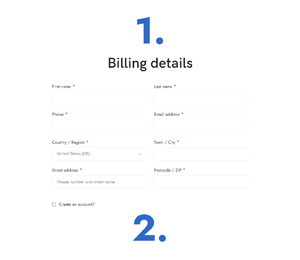 1.
Billing details
First name *
Last name *
Phone *
Email address *
Country / Region *
Town / City *
United States (US)
Street address *
Postcode / ZIP *
House number and street name
Create an account?
2.